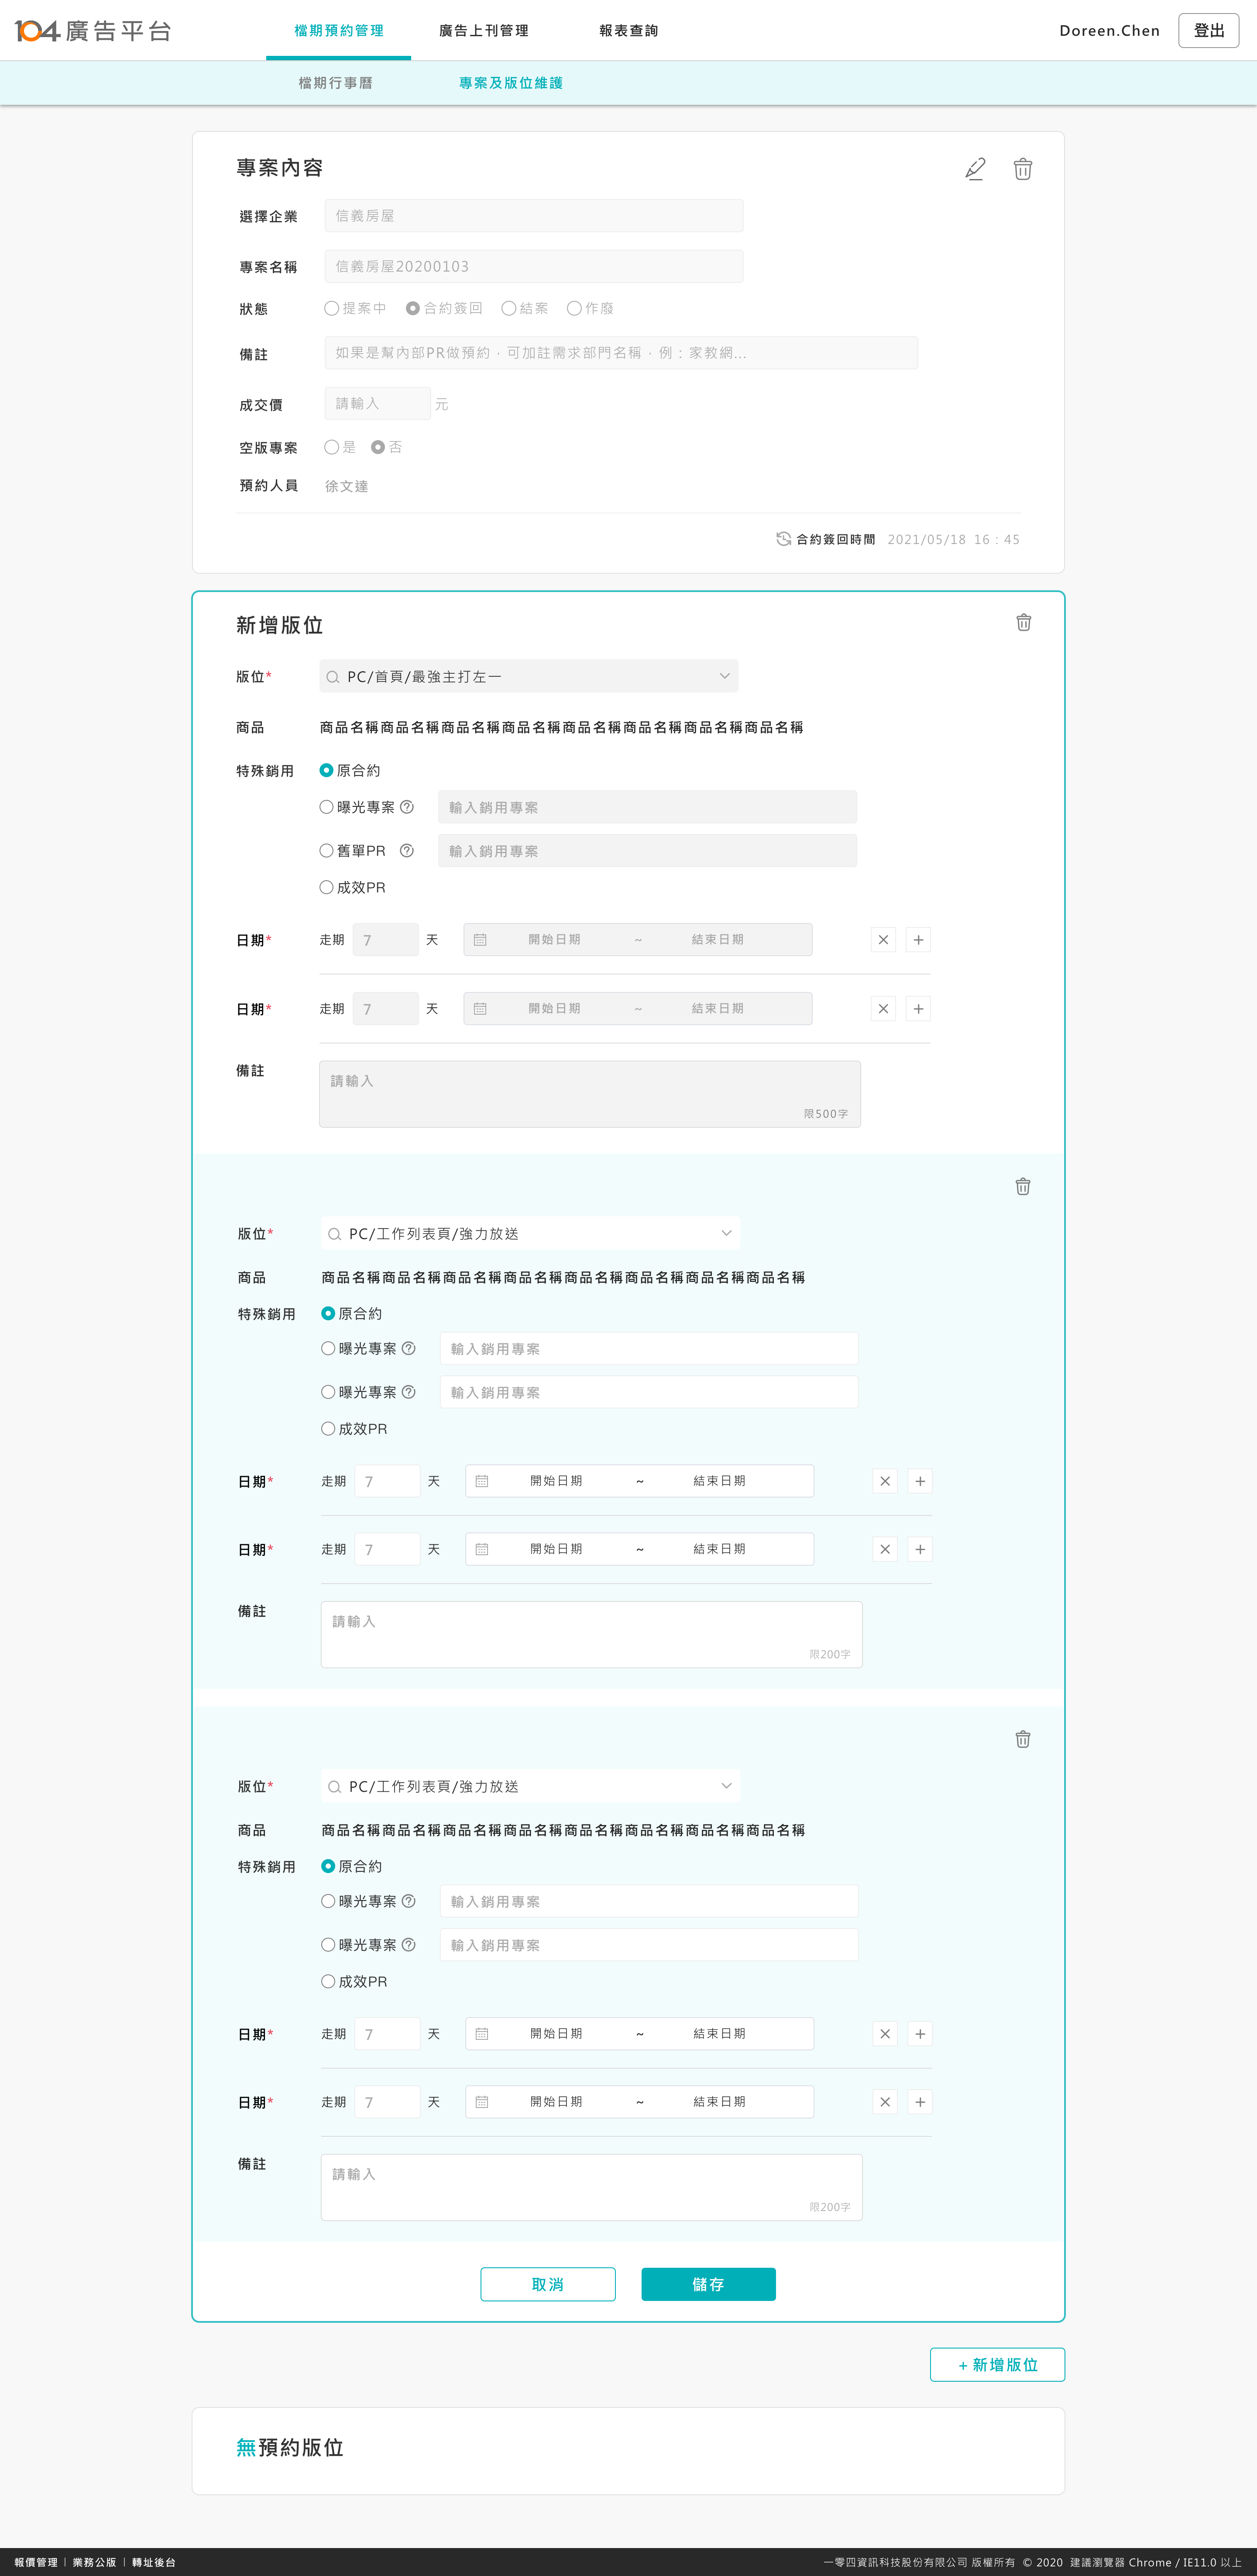 104廣告平台
檔期預約管理 廣告上刊管理 報表查詢 Doreen.Chen 登出
檔期行事曆 專案及版位維護
專案內容
選擇企業 信義房屋
專案名稱 信義房屋20200103
狀態 提案中 合約簽回 結案 作廢
備註 如果是幫內部PR做預約，可加註需求部門名稱，例：家教網...
成交價 請輸入 元
空版專案 是 否
預約人員 徐文達
合約簽回時間 2021/05/18 16：45
新增版位
版位* PC/首頁/最強主打左一
商品 商品名稱商品名稱商品名稱商品名稱商品名稱商品名稱商品名稱商品名稱
特殊銷用 原合約
曝光專案 ? 輸入銷用專案
舊單PR ? 輸入銷用專案
成效PR
日期* 走期 7 天 開始日期 ~ 結束日期
日期* 走期 7 天 開始日期 ~ 結束日期
備註 請輸入
限500字
版位* PC/工作列表頁/強力放送
商品 商品名稱商品名稱商品名稱商品名稱商品名稱商品名稱商品名稱商品名稱
特殊銷用 原合約
曝光專案 ? 輸入銷用專案
曝光專案 ? 輸入銷用專案
成效PR
日期* 走期 7 天 開始日期 ~ 結束日期
日期* 走期 7 天 開始日期 ~ 結束日期
備註 請輸入
限200字
版位* PC/工作列表頁/強力放送
商品 商品名稱商品名稱商品名稱商品名稱商品名稱商品名稱商品名稱商品名稱
特殊銷用 原合約
曝光專案 ? 輸入銷用專案
曝光專案 ? 輸入銷用專案
成效PR
日期* 走期 7 天 開始日期 ~ 結束日期
日期* 走期 7 天 開始日期 ~ 結束日期
備註 請輸入
限200字
取消 儲存
+ 新增版位
無預約版位
報價管理 | 業務公版 | 轉址後台 一零四資訊科技股份有限公司 版權所有 © 2020 建議瀏覽器 Chrome / IE11.0 以上